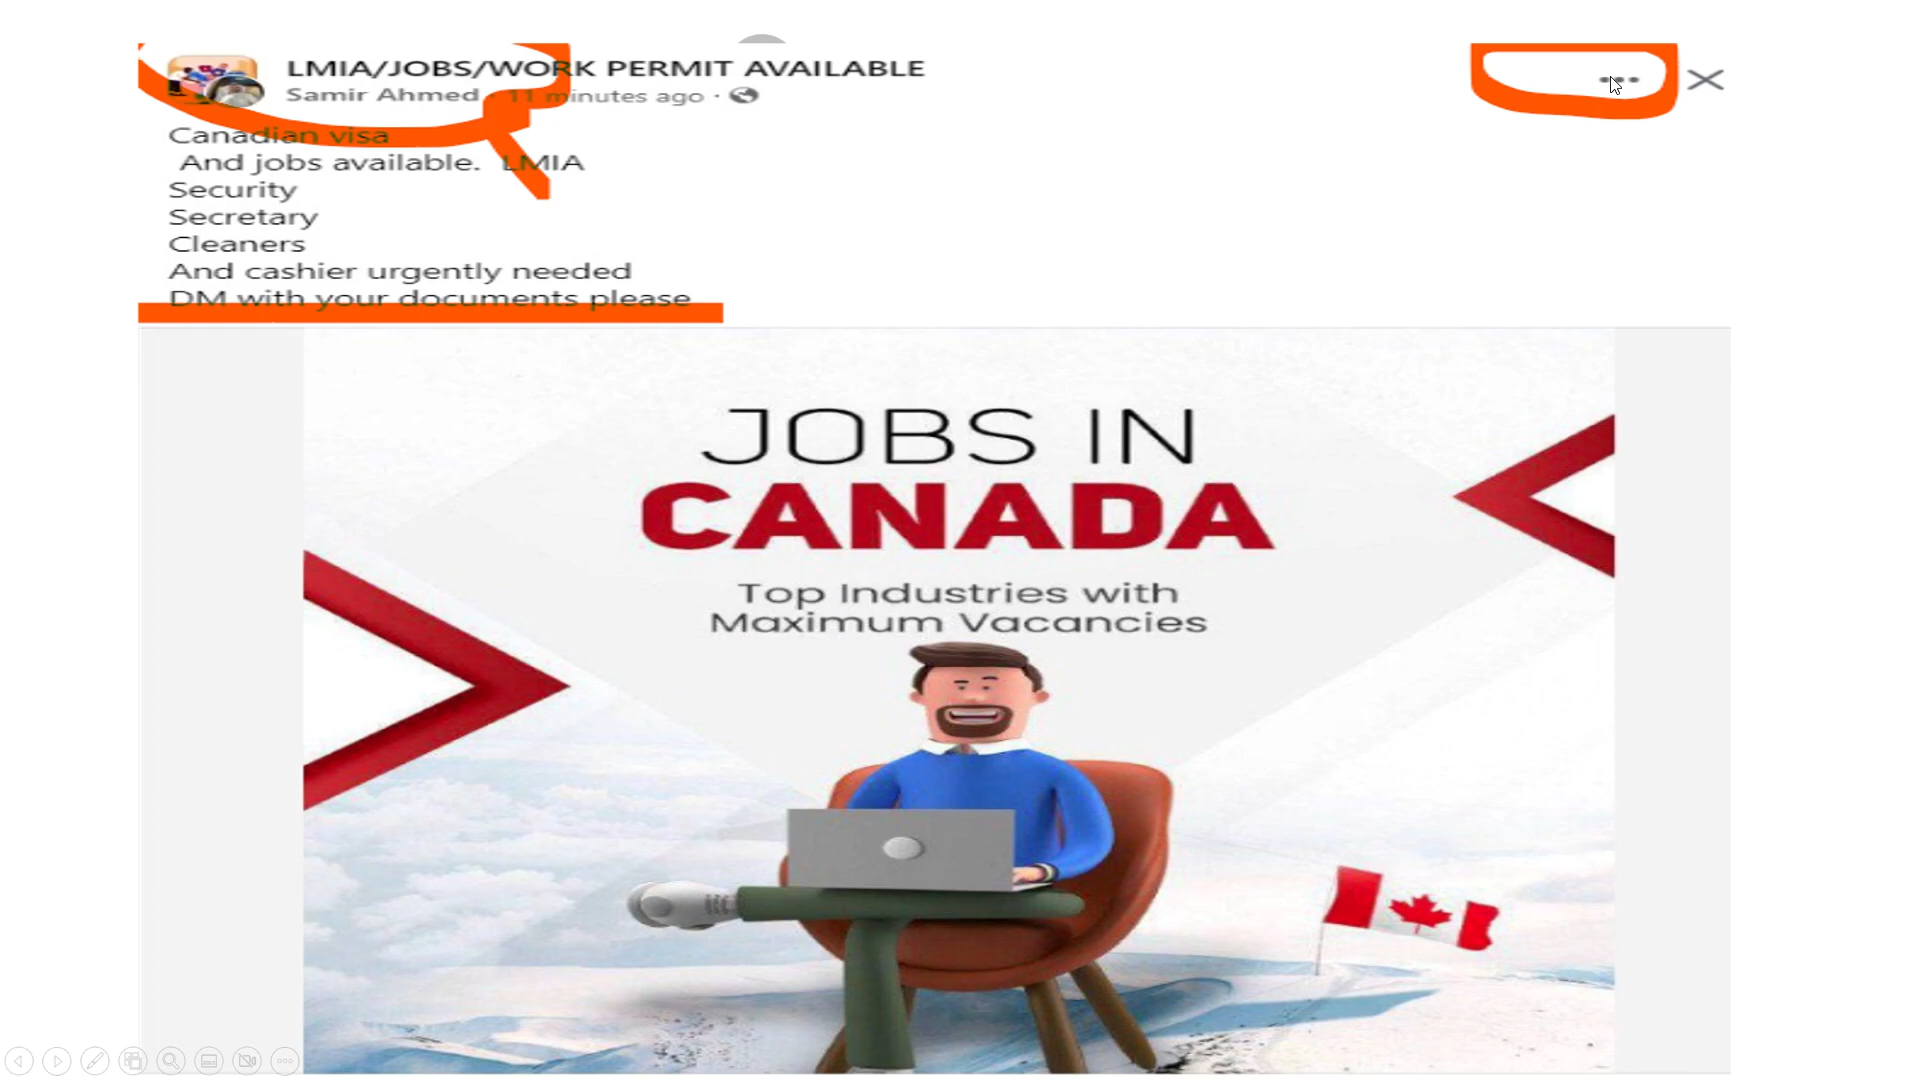 LMIA/JOBS/WORK PERMIT AVAILABLE
Samir Ahmed · 11 minutes ago ·
Canadian visa
And jobs available. LMIA
Security
Secretary
Cleaners
And cashier urgently needed
DM with your documents please
JOBS IN
CANADA
Top Industries with
Maximum Vacancies